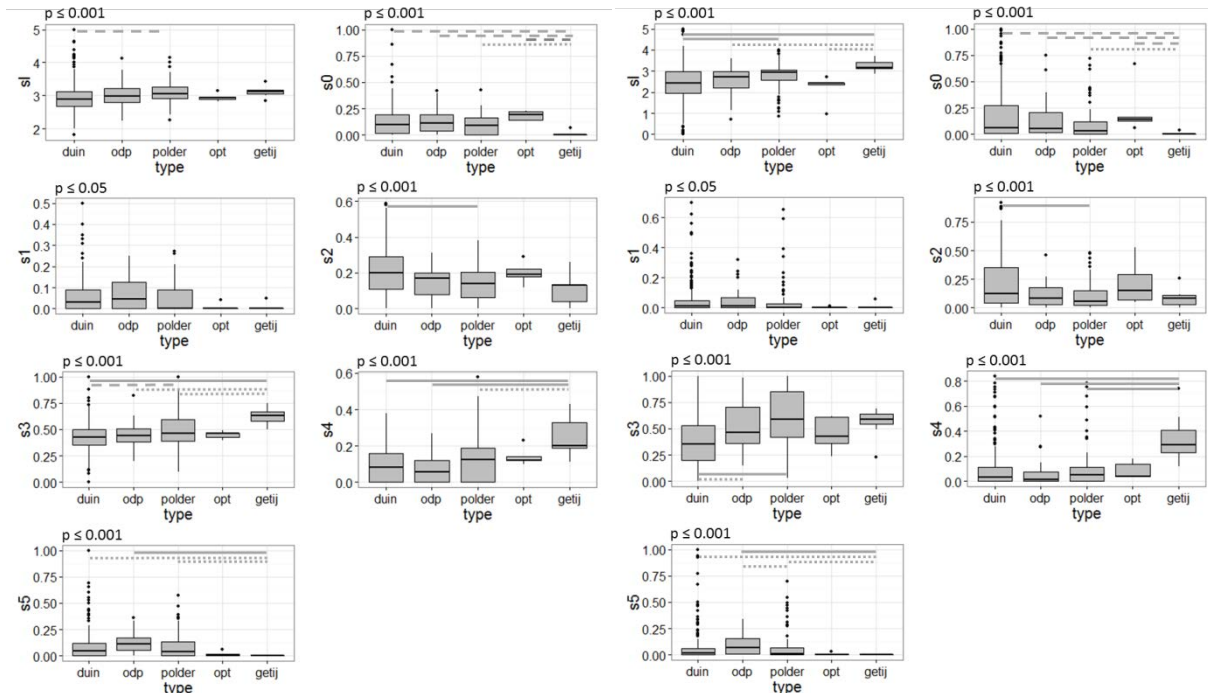 p ≤ 0.001
p ≤ 0.001
p ≤ 0.001
p ≤ 0.001
5
4
3
2
sl
duin odp polder opt getij
type
1.00
0.75
0.50
0.25
0.00
s0
duin odp polder opt getij
type
5
4
3
2
1
0
sl
duin odp polder opt getij
type
1.00
0.75
0.50
0.25
0.00
s0
duin odp polder opt getij
type
p ≤ 0.05
p ≤ 0.001
p ≤ 0.05
p ≤ 0.001
0.5
0.4
0.3
0.2
0.1
0.0
s1
duin odp polder opt getij
type
0.6
0.4
0.2
0.0
s2
duin odp polder opt getij
type
0.6
0.4
0.2
0.0
s1
duin odp polder opt getij
type
0.75
0.50
0.25
0.00
s2
duin odp polder opt getij
type
p ≤ 0.001
p ≤ 0.001
p ≤ 0.001
p ≤ 0.001
1.00
0.75
0.50
0.25
0.00
s3
duin odp polder opt getij
type
0.6
0.4
0.2
0.0
s4
duin odp polder opt getij
type
1.00
0.75
0.50
0.25
0.00
s3
duin odp polder opt getij
type
0.8
0.6
0.4
0.2
0.0
s4
duin odp polder opt getij
type
p ≤ 0.001
p ≤ 0.001
1.00
0.75
0.50
0.25
0.00
s5
duin odp polder opt getij
type
1.00
0.75
0.50
0.25
0.00
s5
duin odp polder opt getij
type